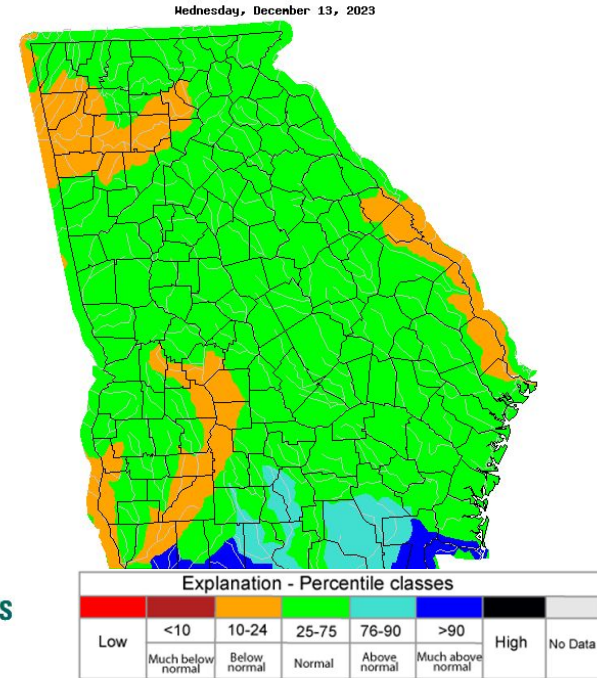 Wednesday, December 13, 2023
Explanation - Percentile classes
Low <10 10-24 25-75 76-90 >90 High No Data
Much below normal Below normal Normal Above normal Much above normal
s